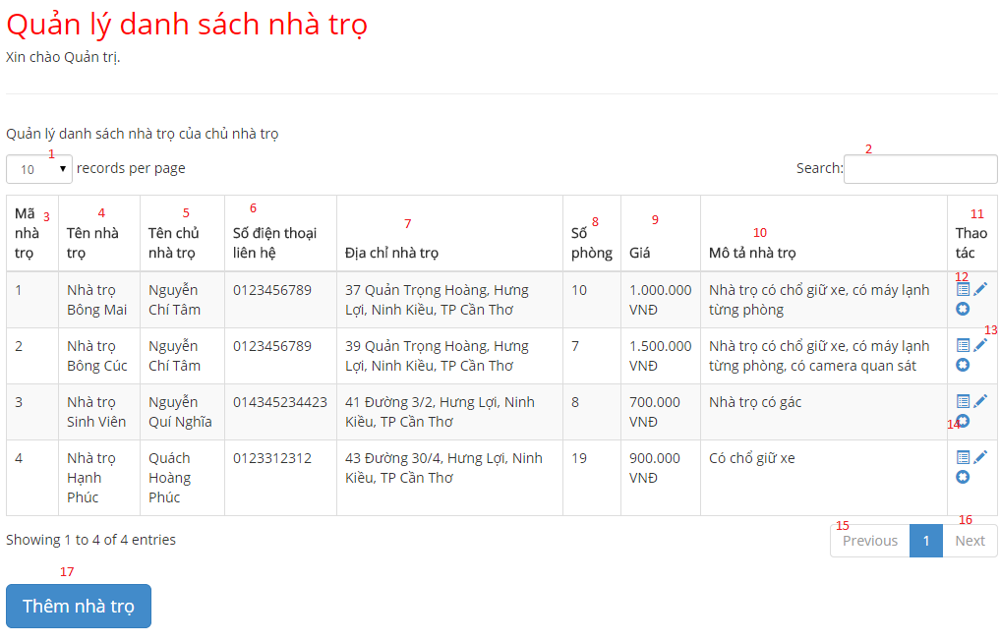 Quản lý danh sách nhà trọ
Xin chào Quản trị.
Quản lý danh sách nhà trọ của chủ nhà trọ
1
2
10 records per page
Search:
3
4
5
6
7
8
9
10
11
Mã nhà trọ
Tên nhà trọ
Tên chủ nhà trọ
Số điện thoại liên hệ
Địa chỉ nhà trọ
Số phòng
Giá
Mô tả nhà trọ
Thao tác
12
1
Nhà trọ Bông Mai
Nguyễn Chí Tâm
0123456789
37 Quản Trọng Hoàng, Hưng Lợi, Ninh Kiều, TP Cần Thơ
10
1.000.000 VNĐ
Nhà trọ có chổ giữ xe, có máy lạnh từng phòng
13
2
Nhà trọ Bông Cúc
Nguyễn Chí Tâm
0123456789
39 Quản Trọng Hoàng, Hưng Lợi, Ninh Kiều, TP Cần Thơ
7
1.500.000 VNĐ
Nhà trọ có chổ giữ xe, có máy lạnh từng phòng, có camera quan sát
3
Nhà trọ Sinh Viên
Nguyễn Quí Nghĩa
014345234423
41 Đường 3/2, Hưng Lợi, Ninh Kiều, TP Cần Thơ
8
700.000 VNĐ
Nhà trọ có gác
14
4
Nhà trọ Hạnh Phúc
Quách Hoàng Phúc
0123312312
43 Đường 30/4, Hưng Lợi, Ninh Kiều, TP Cần Thơ
19
900.000 VNĐ
Có chổ giữ xe
Showing 1 to 4 of 4 entries
15
16
Previous 1 Next
17
Thêm nhà trọ